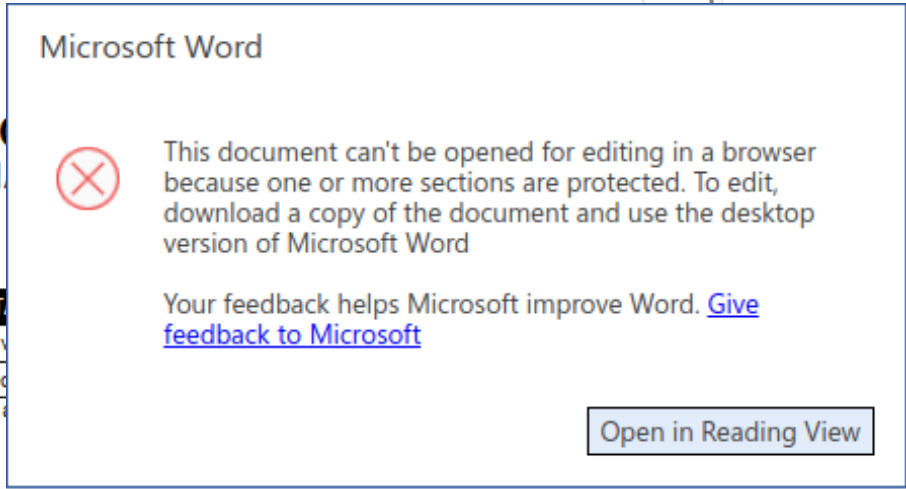 Microsoft Word
This document can't be opened for editing in a browser
because one or more sections are protected. To edit,
download a copy of the document and use the desktop
version of Microsoft Word
Your feedback helps Microsoft improve Word. Give
feedback to Microsoft
Open in Reading View